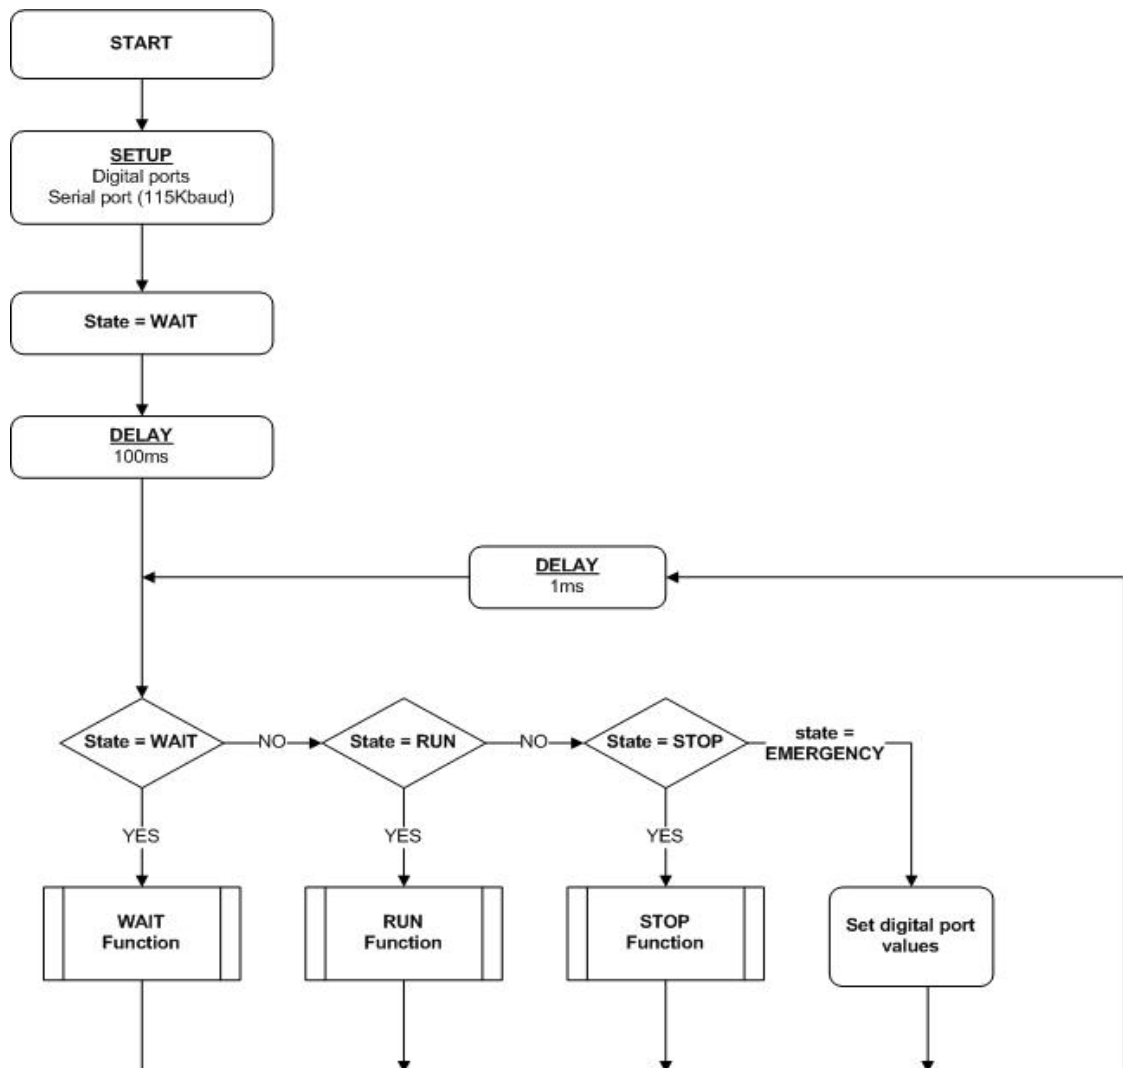 START
SETUP
Digital ports
Serial port (115Kbaud)
State = WAIT
DELAY
100ms
DELAY
1ms
State = WAIT
NO
State = RUN
NO
State = STOP
state =
EMERGENCY
YES
YES
YES
WAIT
Function
RUN
Function
STOP
Function
Set digital port
values